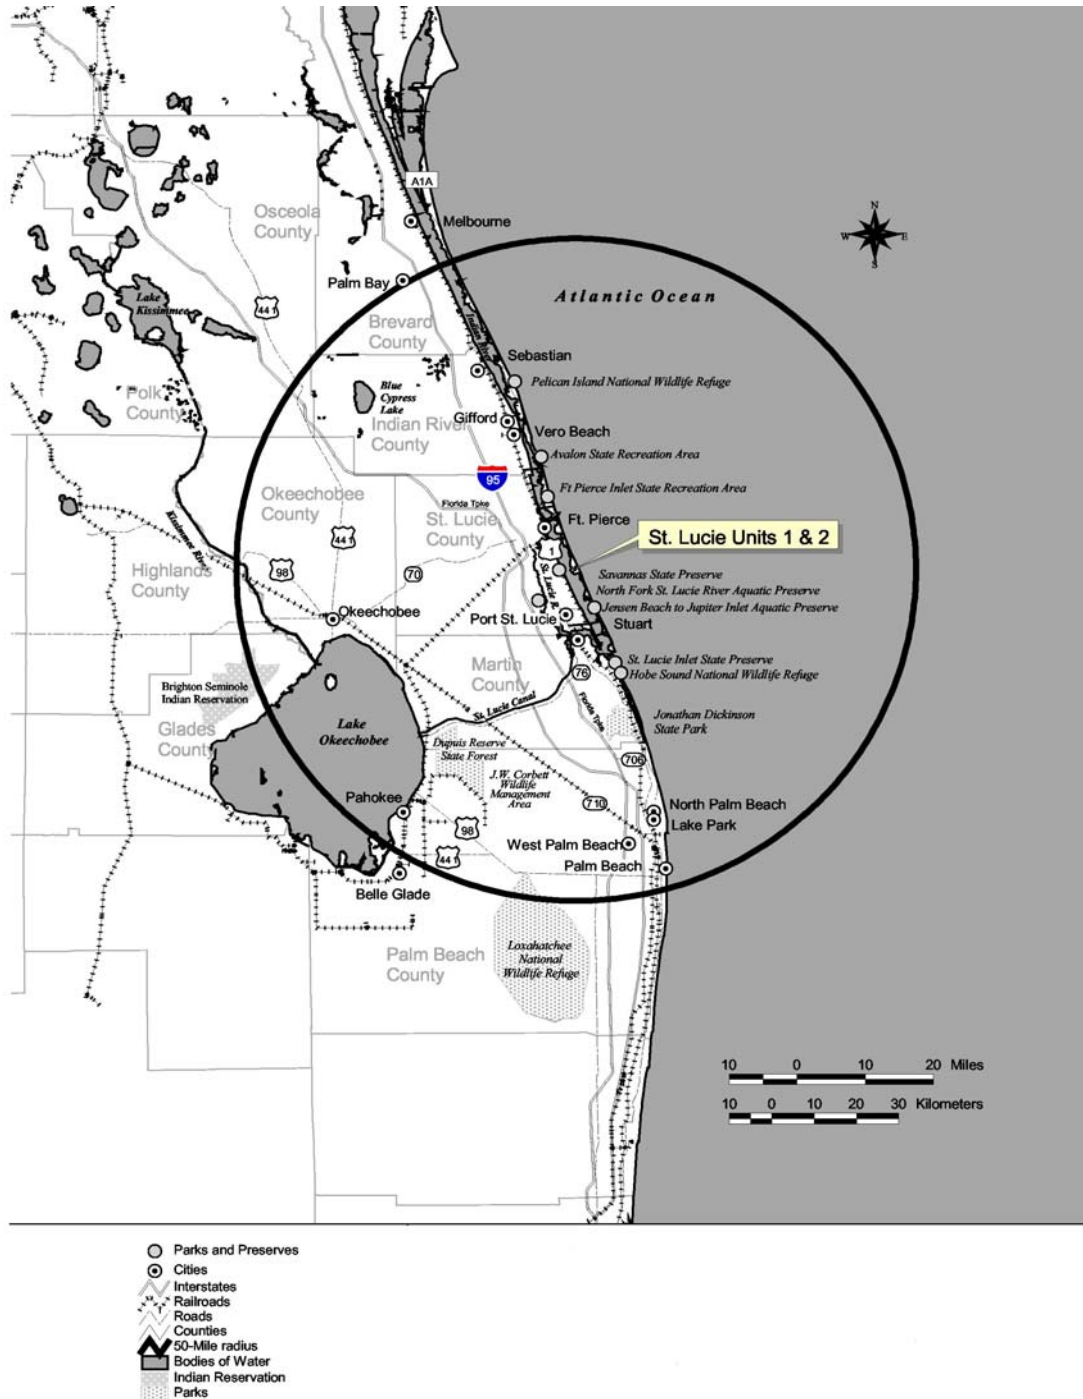 A1A
Melbourne
Osceola
County
N
W
E
S
Palm Bay
Atlantic Ocean
Lake
Kissimmee
441
Brevard
County
Indian River
Sebastian
Pelican Island National Wildlife Refuge
Polk
County
Blue
Cypress
Lake
Gifford
Indian River
County
Vero Beach
Avalon State Recreation Area
95
Okeechobee
County
Florida Tpke
Ft Pierce Inlet State Recreation Area
St. Lucie
County
Ft. Pierce
Kissimmee River
441
1
St. Lucie Units 1 & 2
Highlands
County
98
70
St. Lucie R.
Savannas State Preserve
North Fork St. Lucie River Aquatic Preserve
Jensen Beach to Jupiter Inlet Aquatic Preserve
Okeechobee
Port St. Lucie
Stuart
Martin
County
76
St. Lucie Inlet State Preserve
Hobe Sound National Wildlife Refuge
Brighton Seminole
Indian Reservation
St. Lucie Canal
Florida Tpke
Glades
County
Lake
Okeechobee
Jonathan Dickinson
State Park
Dupuis Reserve
State Forest
706
J.W. Corbett
Wildlife
Management
Area
Pahokee
710
North Palm Beach
Lake Park
98
441
West Palm Beach
Palm Beach
Belle Glade
Palm Beach
County
Loxahatchee
National
Wildlife Refuge
10 0 10 20 Miles
10 0 10 20 30 Kilometers
Parks and Preserves
Cities
Interstates
Railroads
Roads
Counties
50-Mile radius
Bodies of Water
Indian Reservation
Parks